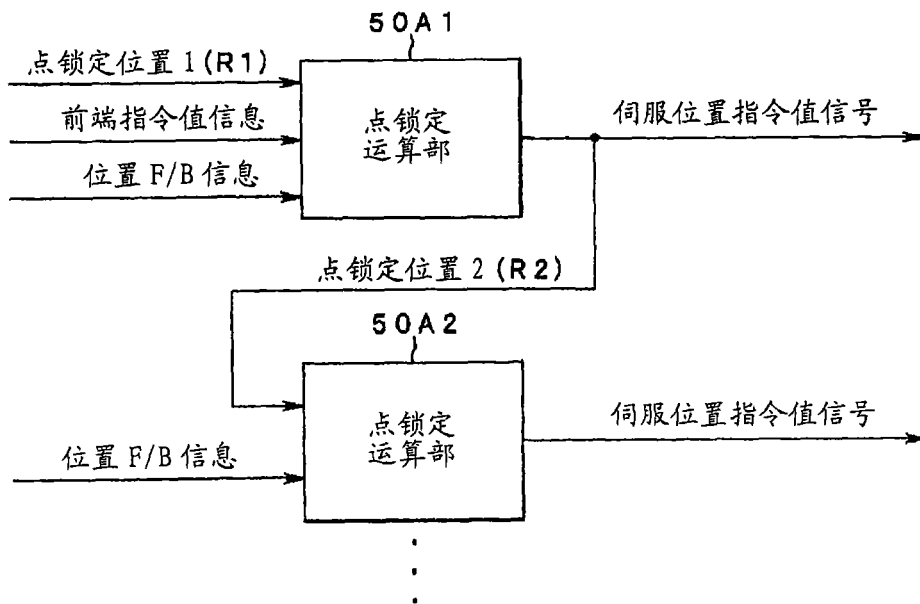 50A1
点锁定位置1(R1)
前端指令值信息
位置 F/B 信息
点锁定
运算部
伺服位置指令值信号
点锁定位置2(R2)
50A2
位置 F/B 信息
点锁定
运算部
伺服位置指令值信号